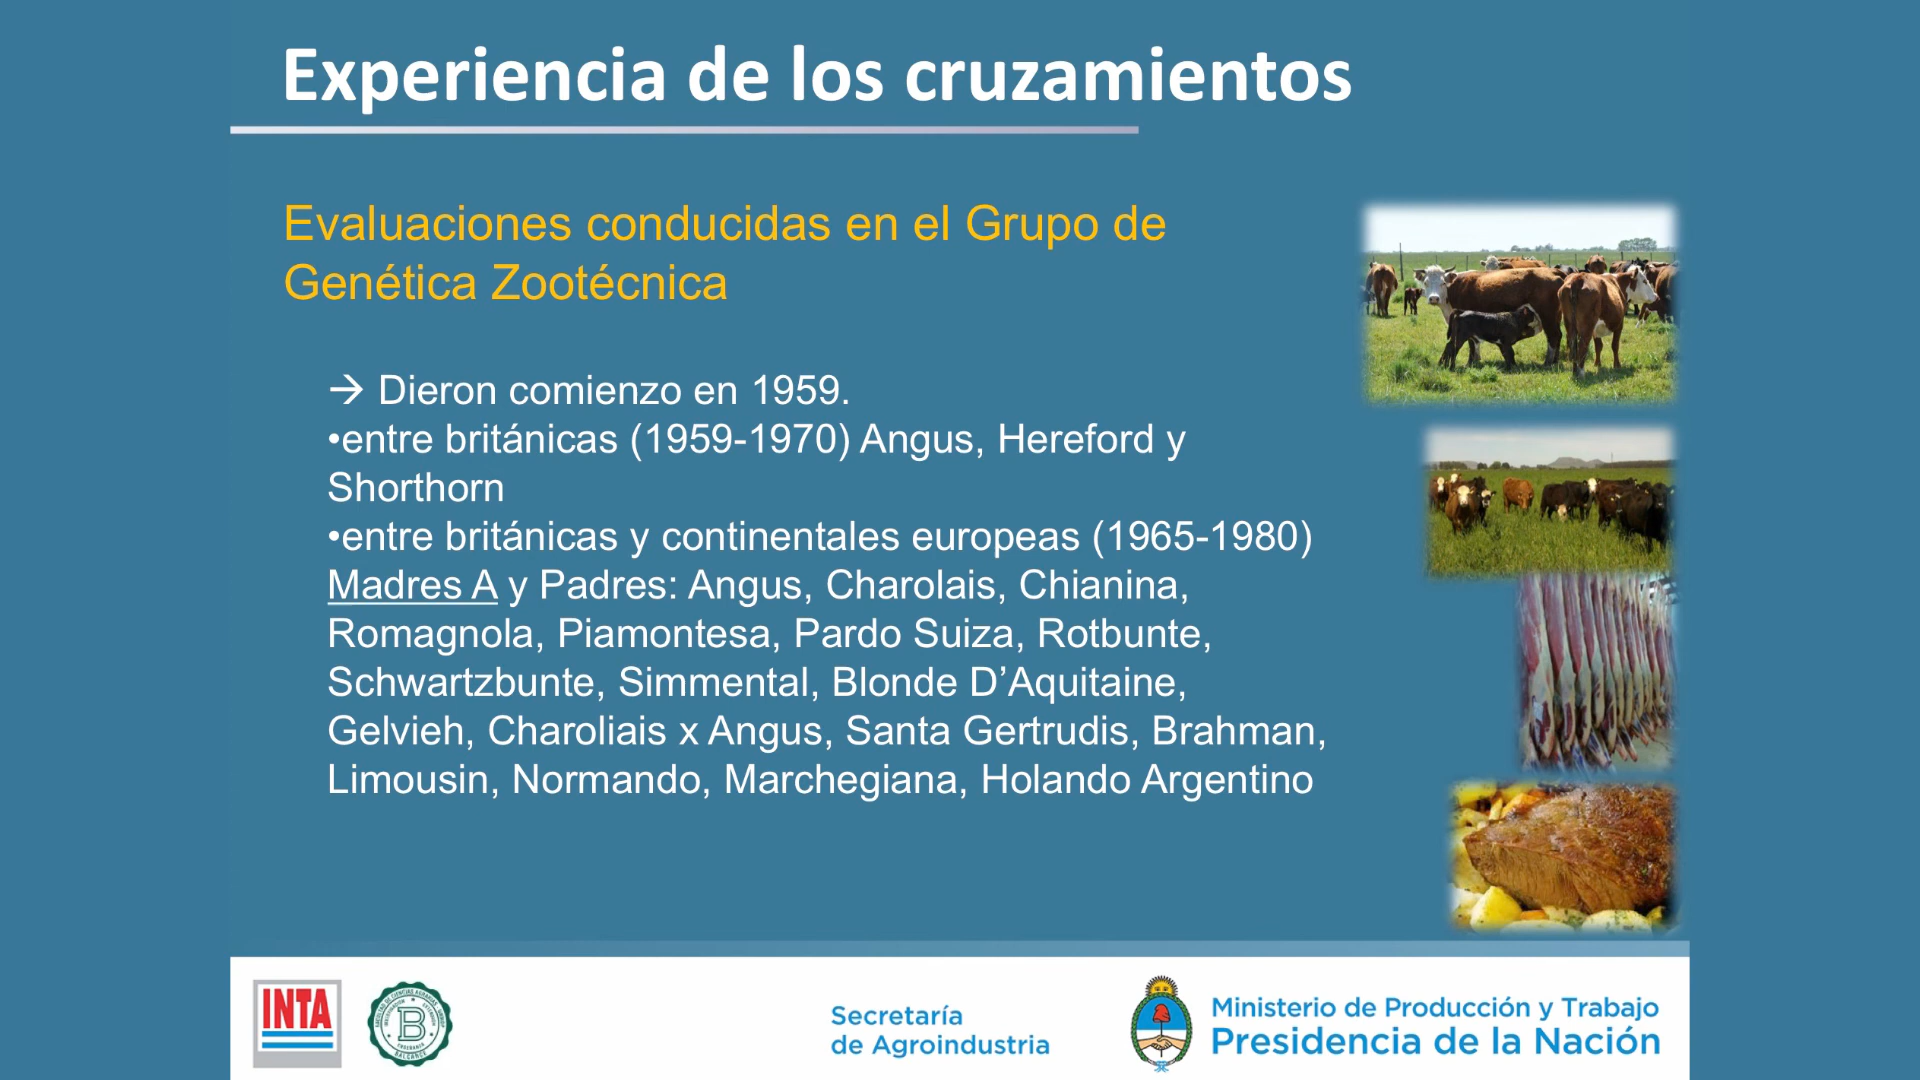 Experiencia de los cruzamientos
Evaluaciones conducidas en el Grupo de
Genética Zootécnica
→ Dieron comienzo en 1959.
•entre británicas (1959-1970) Angus, Hereford y
Shorthorn
•entre británicas y continentales europeas (1965-1980)
Madres A y Padres: Angus, Charolais, Chianina,
Romagnola, Piamontesa, Pardo Suiza, Rotbunte,
Schwartzbunte, Simmental, Blonde D’Aquitaine,
Gelvieh, Charoliais x Angus, Santa Gertrudis, Brahman,
Limousin, Normando, Marchegiana, Holando Argentino
INTA
B
BALCARCE
Secretaría
de Agroindustria
Ministerio de Producción y Trabajo
Presidencia de la Nación